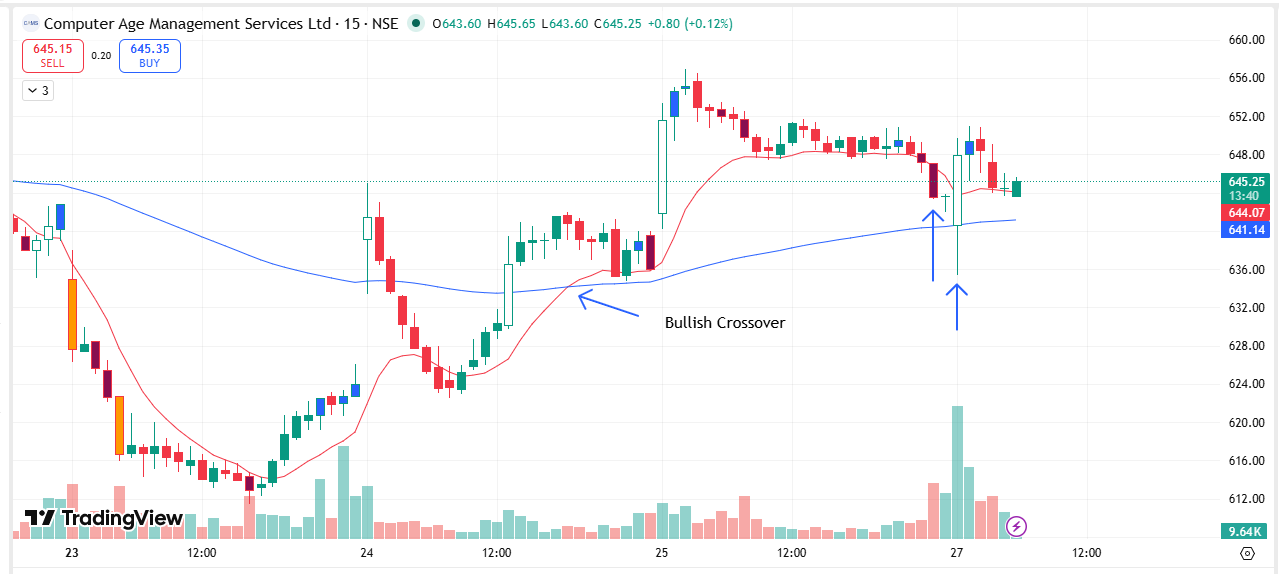 CAMS Computer Age Management Services Ltd · 15 · NSE O643.60 H645.65 L643.60 C645.25 +0.80 (+0.12%)
645.15 0.20 645.35
SELL BUY
3
660.00
656.00
652.00
648.00
645.25
13:40
644.07
641.14
636.00
632.00
628.00
624.00
620.00
616.00
612.00
9.64K
Bullish Crossover
TradingView
23 12:00 24 12:00 25 12:00 27 12:00